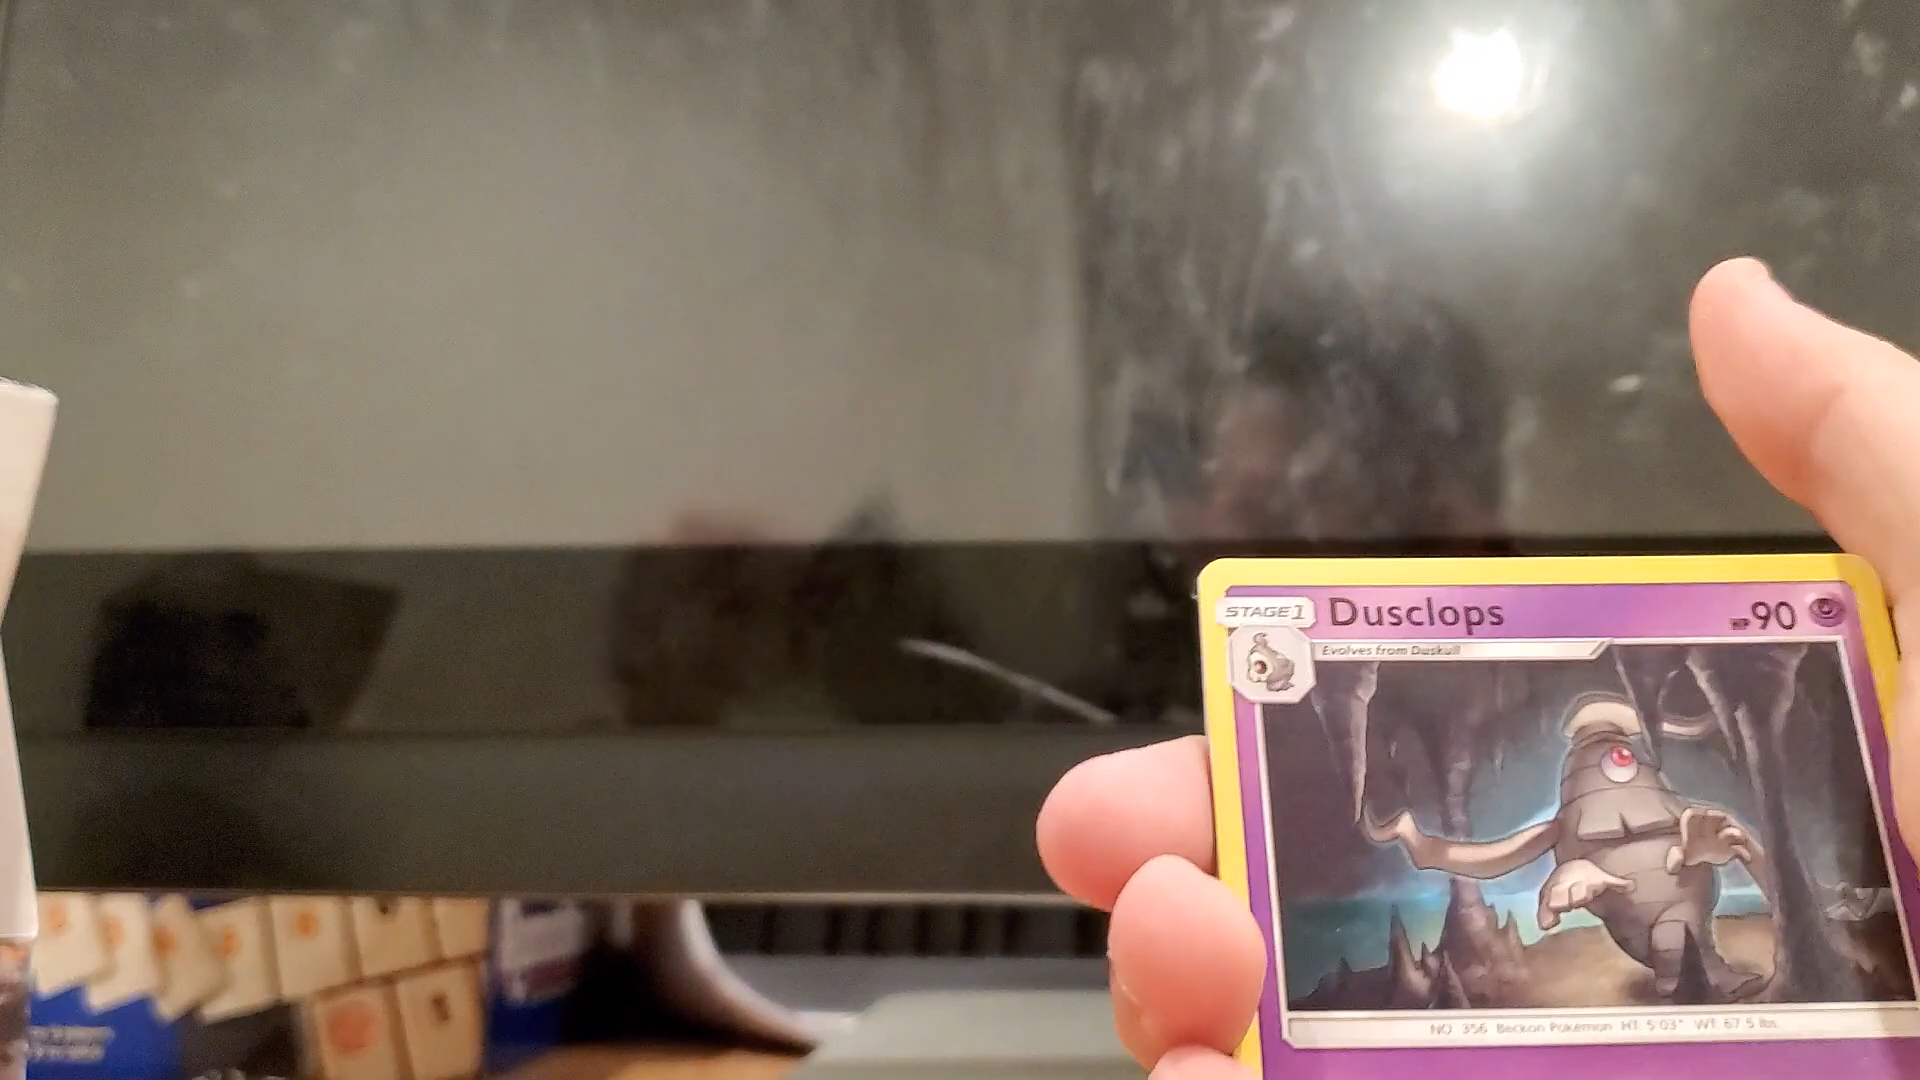 STAGE 1
Dusclops
HP 90
Evolves from Duskull
NO. 356 Beckon Pokémon HT: 5'03" WT: 67.5 lbs.